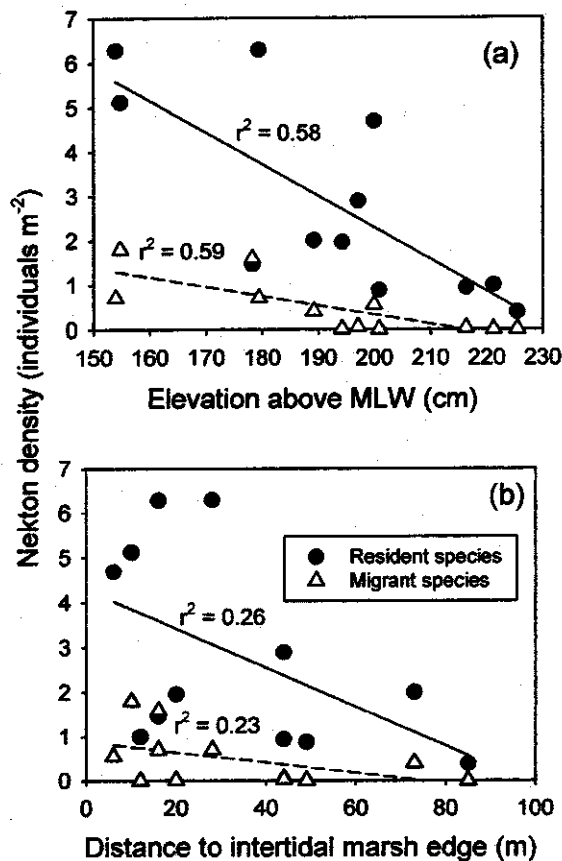 (a)
7
6
5
4
3
2
1
0
r² = 0.58
r² = 0.59
150 160 170 180 190 200 210 220 230
Elevation above MLW (cm)
Nekton density (individuals m⁻²)
(b)
7
6
5
4
3
2
1
0
Resident species
Migrant species
r² = 0.26
r² = 0.23
0 20 40 60 80 100
Distance to intertidal marsh edge (m)